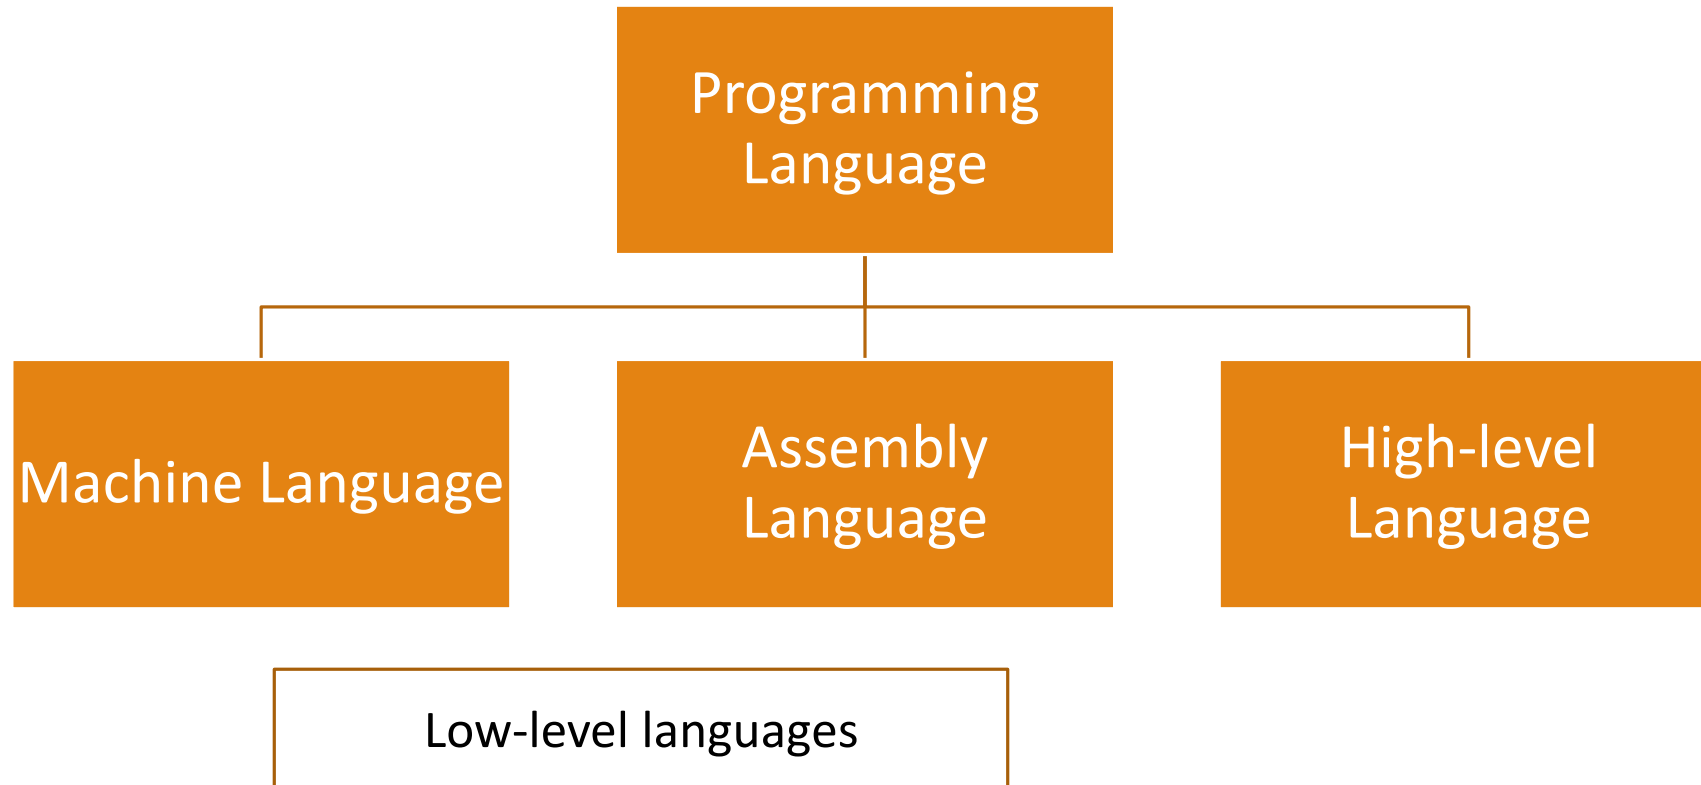 Programming
Language
Machine Language
Assembly
Language
High-level
Language
Low-level languages